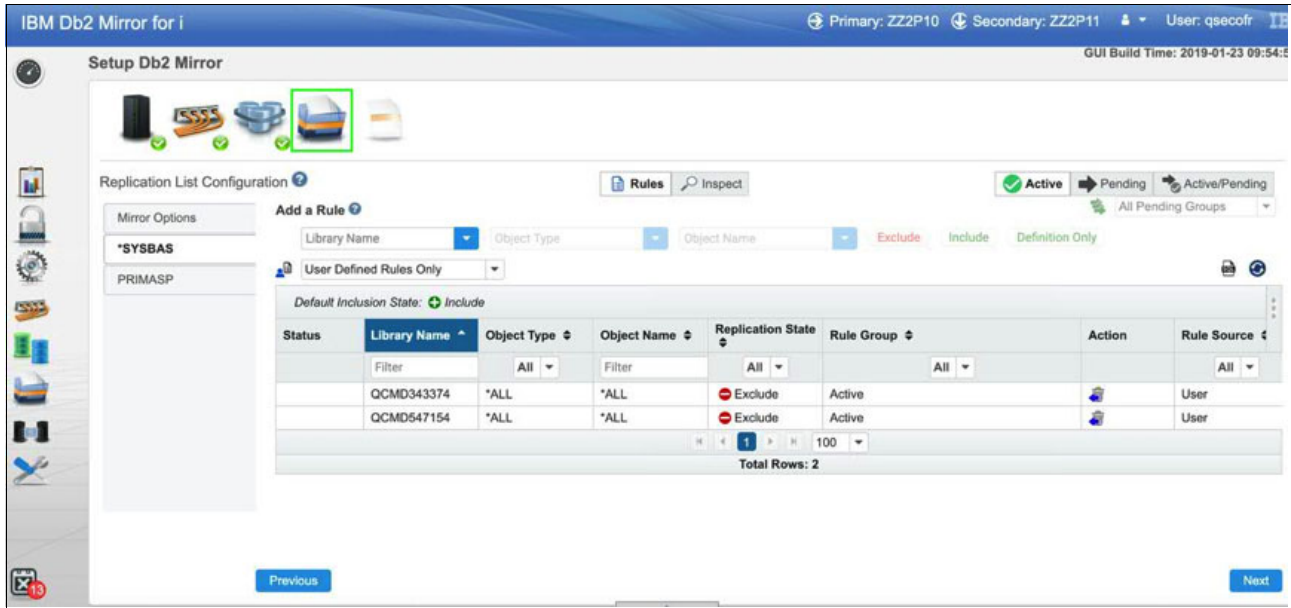 IBM Db2 Mirror for i
Primary: ZZ2P10 Secondary: ZZ2P11 User: qsecofr
Setup Db2 Mirror
GUI Build Time: 2019-01-23 09:54:5
Replication List Configuration
Rules Inspect
Active Pending Active/Pending
All Pending Groups
Mirror Options
*SYSBAS
PRIMASP
Add a Rule
Library Name Object Type Object Name Exclude Include Definition Only
User Defined Rules Only
Default Inclusion State: Include
Status Library Name Object Type Object Name Replication State Rule Group Action Rule Source
Filter All Filter All All All
QCMD343374 *ALL *ALL Exclude Active User
QCMD547154 *ALL *ALL Exclude Active User
1 100
Total Rows: 2
13
Previous Next